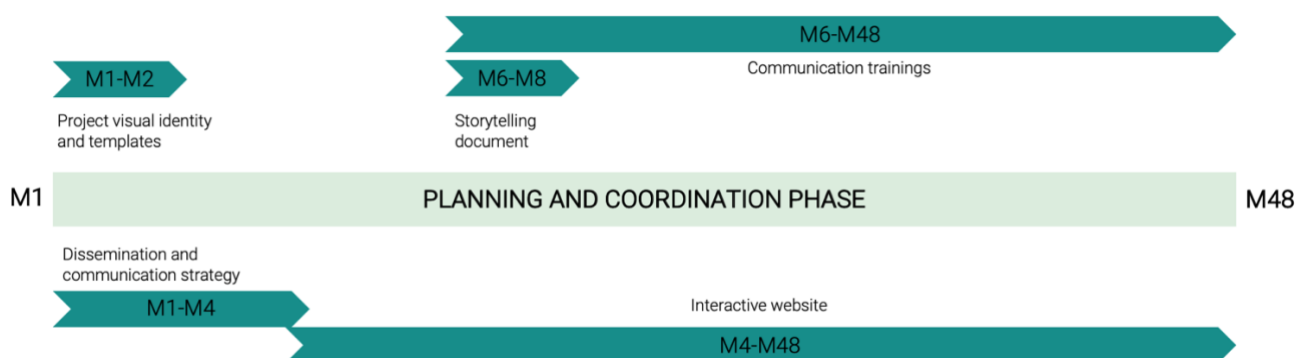 M6-M48
Communication trainings
M1-M2
M6-M8
Project visual identity
and templates
Storytelling
document
M1
PLANNING AND COORDINATION PHASE
M48
Dissemination and
communication strategy
M1-M4
Interactive website
M4-M48